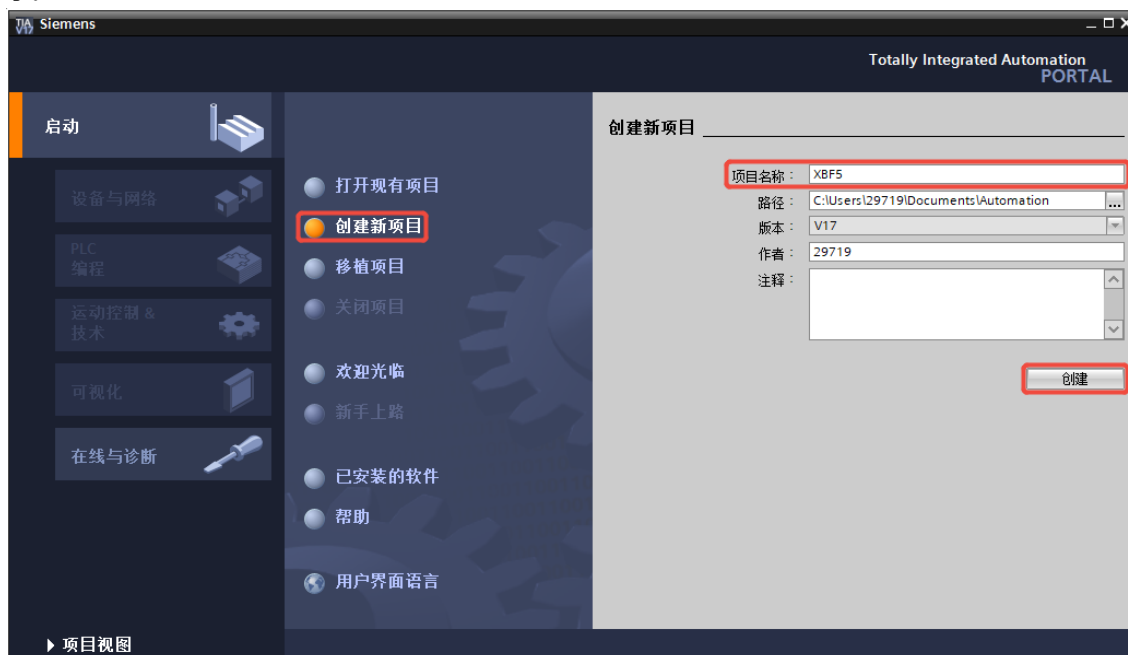 Siemens
Totally Integrated Automation
PORTAL
启动
设备与网络
PLC
编程
运动控制 &
技术
可视化
在线与诊断
项目视图
打开现有项目
创建新项目
移植项目
关闭项目
欢迎光临
新手上路
已安装的软件
帮助
用户界面语言
创建新项目
项目名称： XBF5
路径： C:\Users\29719\Documents\Automation ...
版本： V17
作者： 29719
注释：
创建